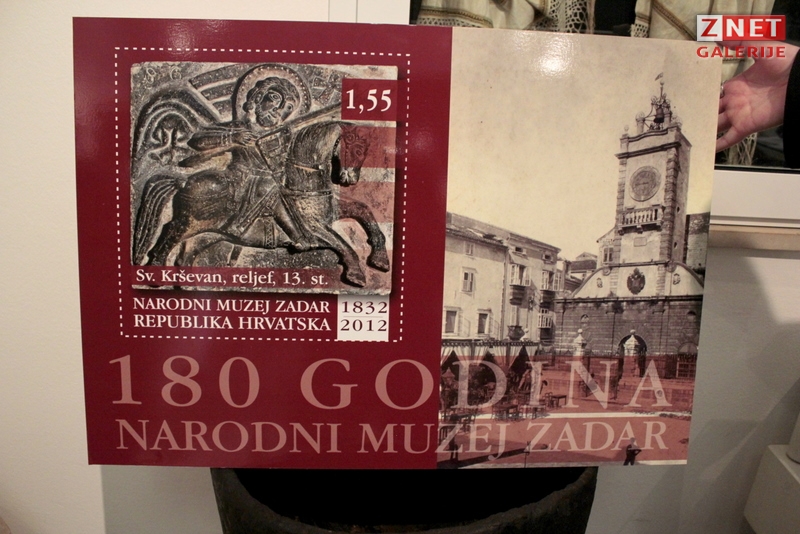 ZNET
GALERIJE
1,55
Sv. Krševan, reljef, 13. st.
NARODNI MUZEJ ZADAR
REPUBLIKA HRVATSKA
1832
2012
180 GODINA
NARODNI MUZEJ ZADAR